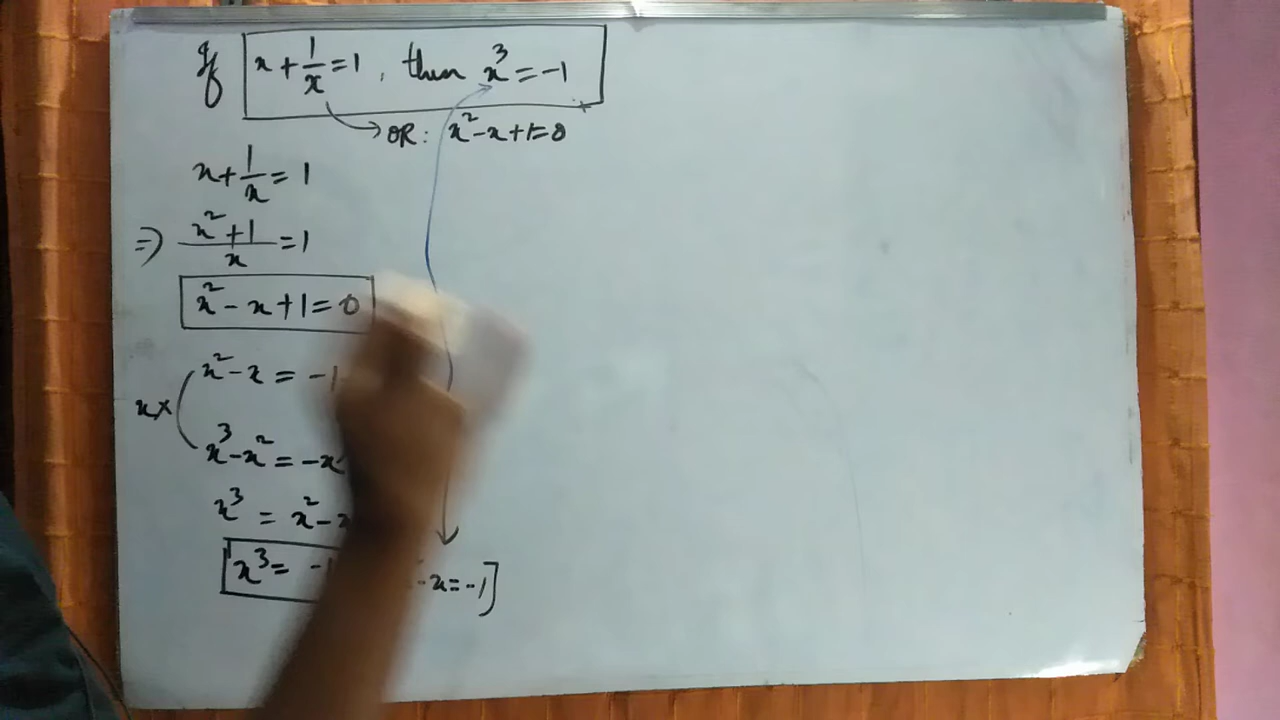 If x + 1/x = 1, then x³ = -1
OR: x² - x + 1 = 0
x + 1/x = 1
⇒ (x² + 1)/x = 1
x² - x + 1 = 0
x² - x = -1
x×
x³ - x² = -x
x³ = x² - x
x³ = -1 - x = -1]